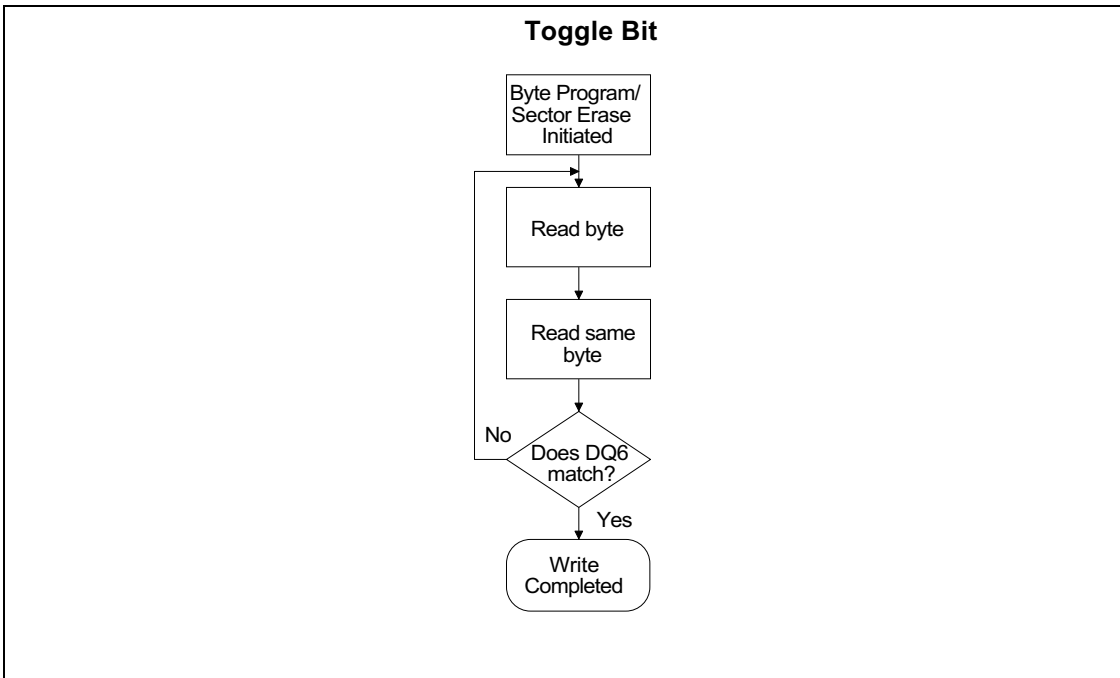 Toggle Bit
Byte Program/
Sector Erase
Initiated
Read byte
Read same
byte
No
Does DQ6
match?
Yes
Write
Completed